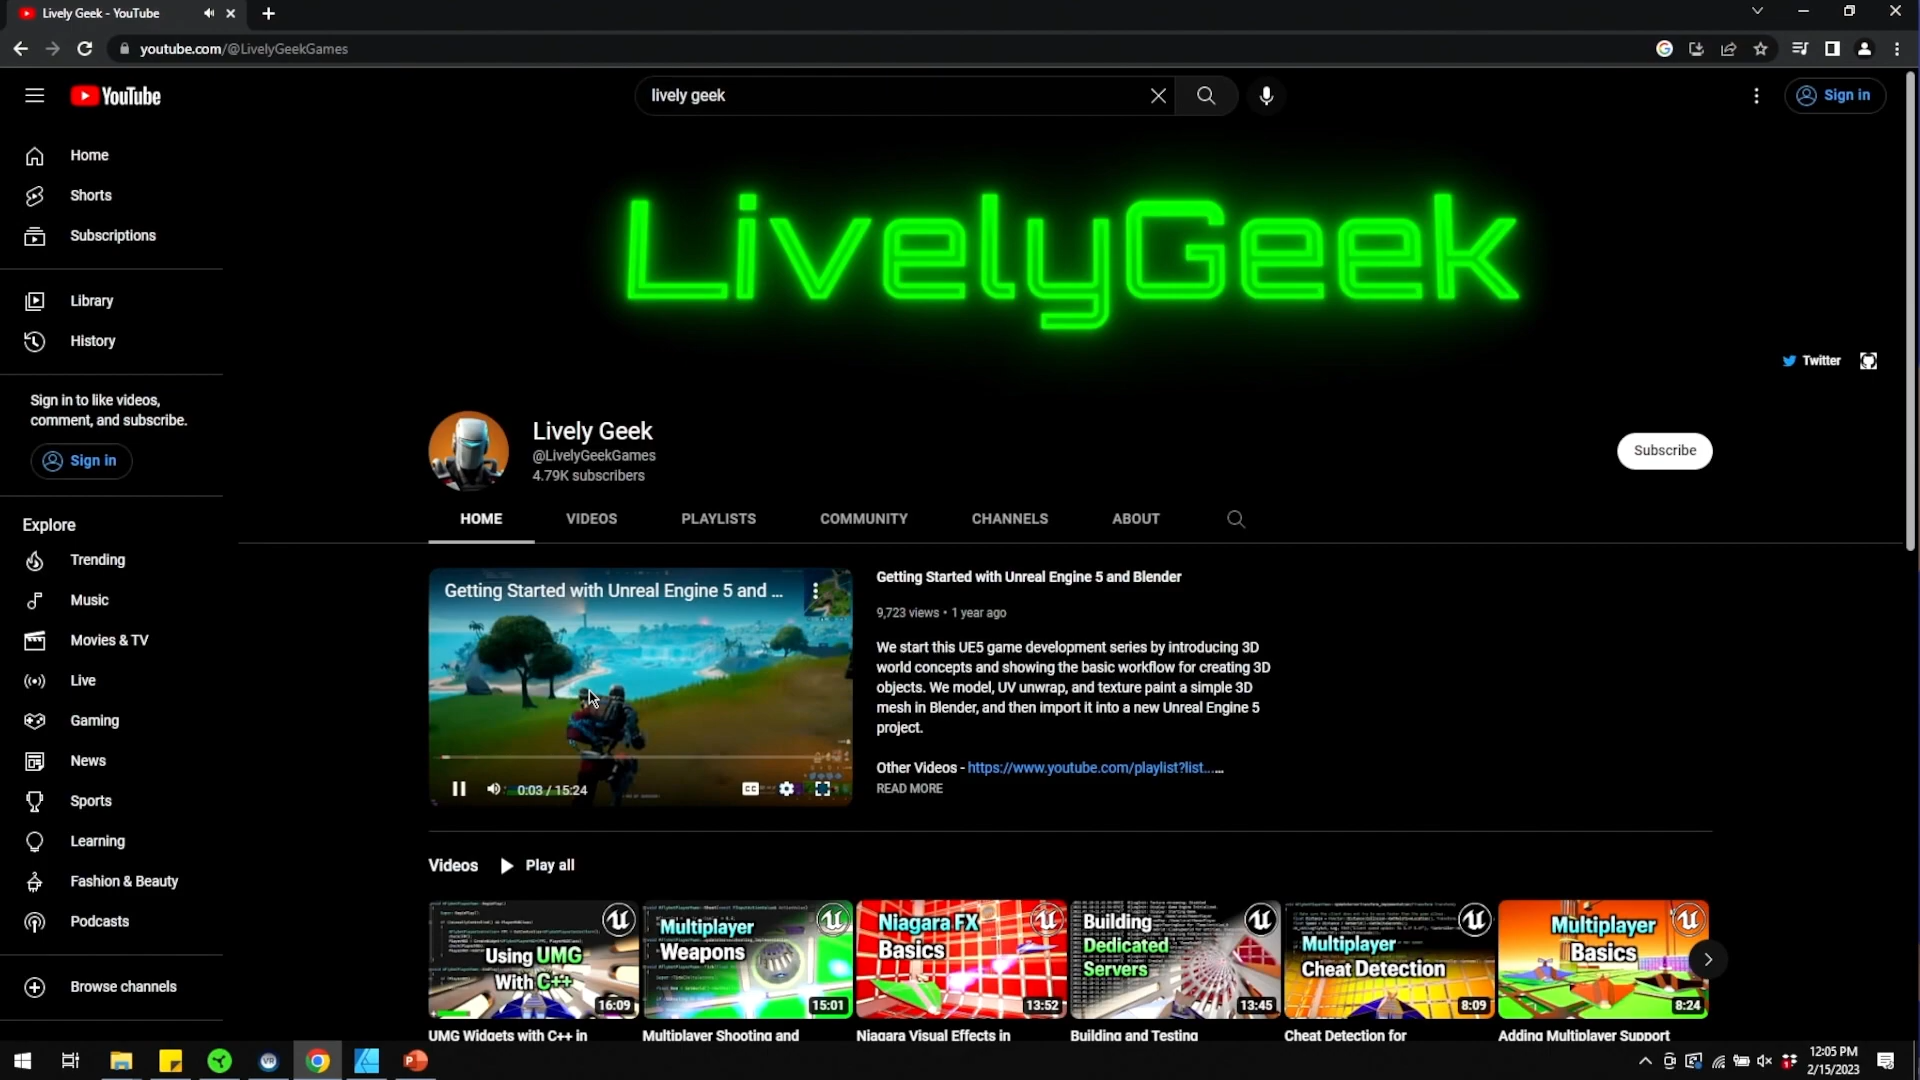 Lively Geek - YouTube
youtube.com/@LivelyGeekGames
YouTube
lively geek
Sign in
Home
Shorts
Subscriptions
Library
History
Sign in to like videos,
comment, and subscribe.
Sign in
Explore
Trending
Music
Movies & TV
Live
Gaming
News
Sports
Learning
Fashion & Beauty
Podcasts
Browse channels
LivelyGeek
Twitter
Lively Geek
@LivelyGeekGames
4.79K subscribers
Subscribe
HOME VIDEOS PLAYLISTS COMMUNITY CHANNELS ABOUT
Getting Started with Unreal Engine 5 and ...
0:03 / 15:24
CC
Getting Started with Unreal Engine 5 and Blender
9,723 views • 1 year ago
We start this UE5 game development series by introducing 3D
world concepts and showing the basic workflow for creating 3D
objects. We model, UV unwrap, and texture paint a simple 3D
mesh in Blender, and then import it into a new Unreal Engine 5
project.
Other Videos - https://www.youtube.com/playlist?list......
READ MORE
Videos Play all
Using UMG
With C++
16:09
UMG Widgets with C++ in
Multiplayer
Weapons
15:01
Multiplayer Shooting and
Niagara FX
Basics
13:52
Niagara Visual Effects in
Building
Dedicated
Servers
13:45
Building and Testing
Multiplayer
Cheat Detection
8:09
Cheat Detection for
Multiplayer
Basics
8:24
Adding Multiplayer Support
12:05 PM
2/15/2023